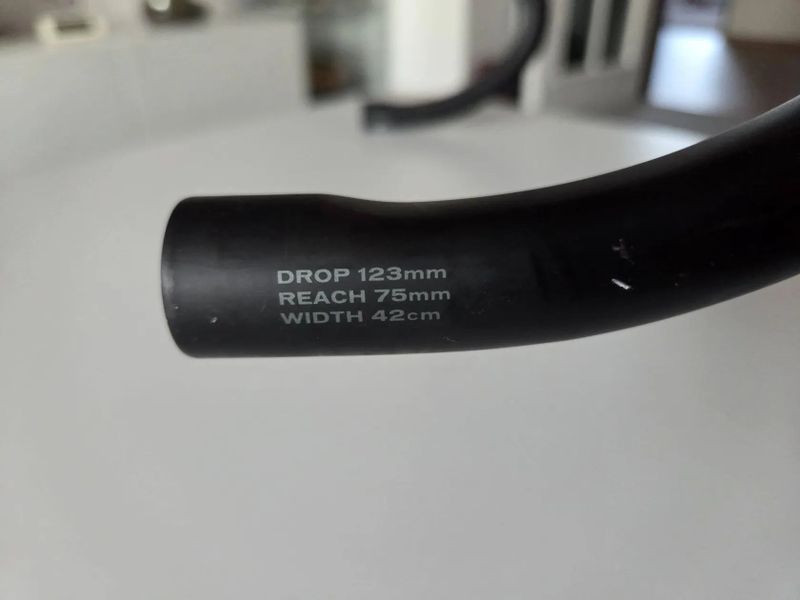 DROP 123mm
REACH 75mm
WIDTH 42cm